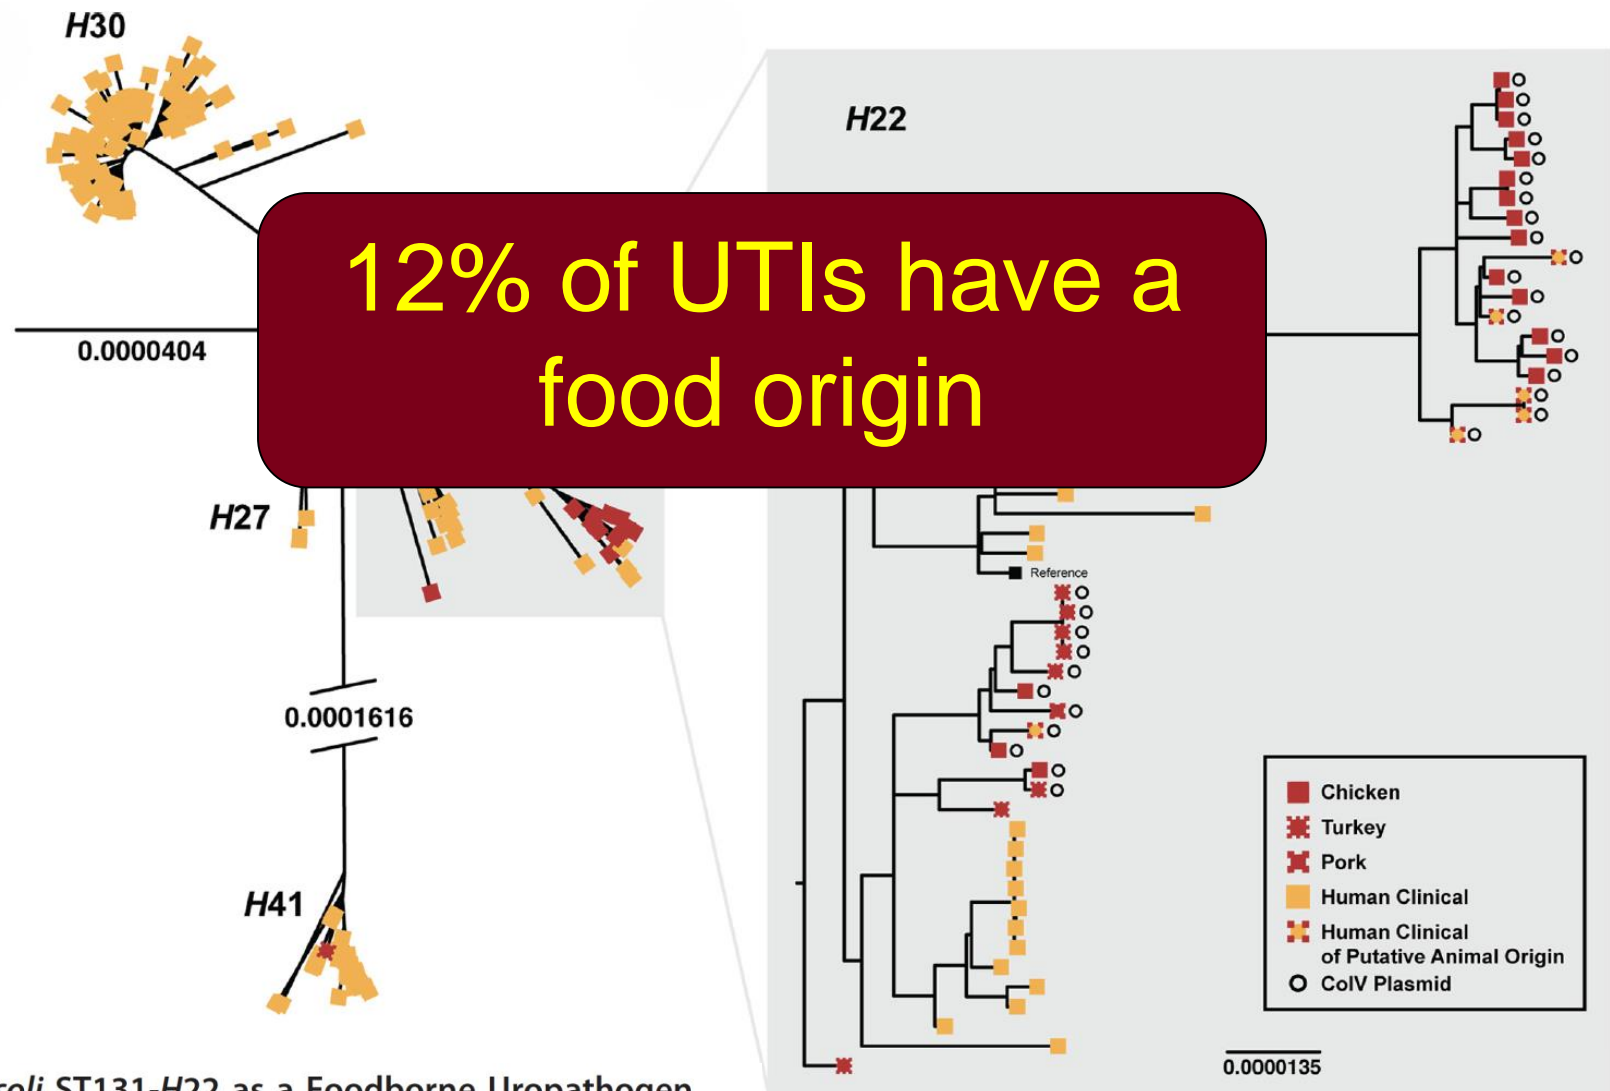 H30
H22
12% of UTIs have a
food origin
0.0000404
H27
Reference
0.0001616
H41
Chicken
Turkey
Pork
Human Clinical
Human Clinical
of Putative Animal Origin
ColV Plasmid
0.0000135
coli ST131-H22 as a Foodborne Uropathogen